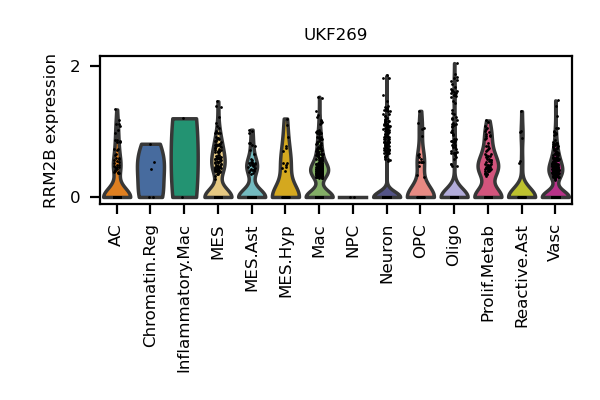 UKF269
RRM2B expression
2
0
AC
Chromatin.Reg
Inflammatory.Mac
MES
MES.Ast
MES.Hyp
Mac
NPC
Neuron
OPC
Oligo
Prolif.Metab
Reactive.Ast
Vasc